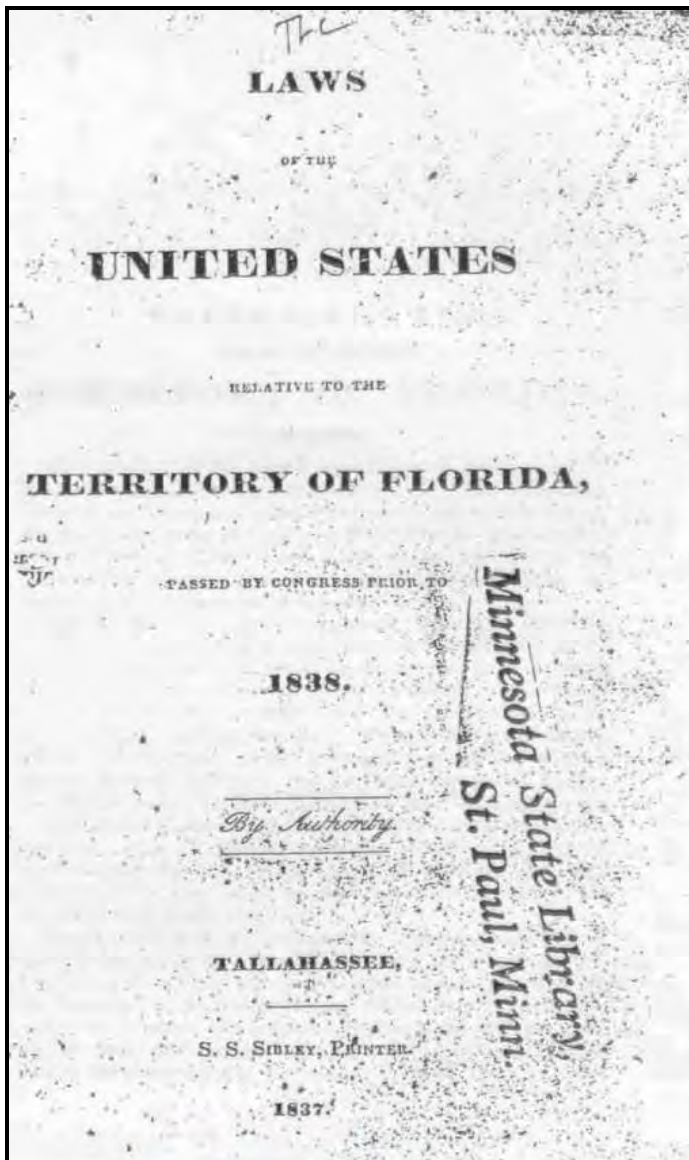 The
LAWS
OF THE
UNITED STATES
RELATIVE TO THE
TERRITORY OF FLORIDA,
PASSED BY CONGRESS PRIOR TO
1838.
By Authority.
TALLAHASSEE,
S. S. SIBLEY, PRINTER.
1837.
Minnesota State Library,
St. Paul, Minn.